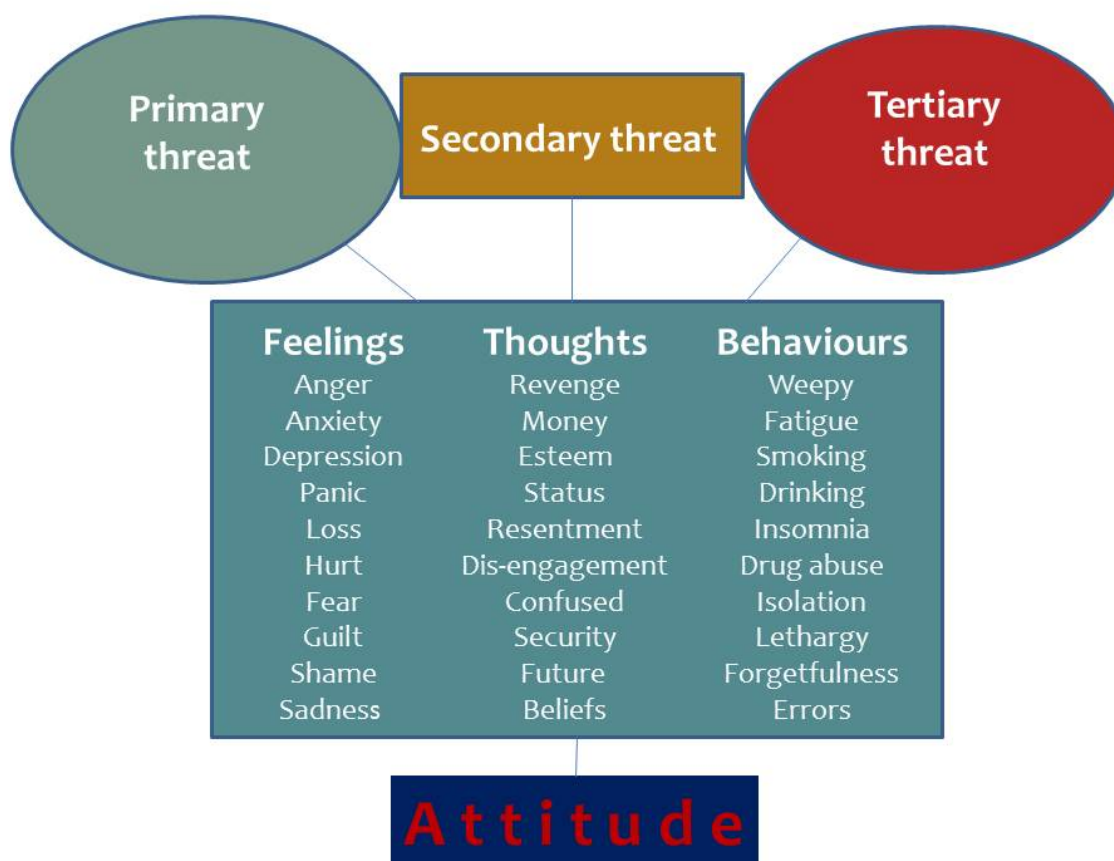 Primary
threat
Secondary threat
Tertiary
threat
Feelings
Anger
Anxiety
Depression
Panic
Loss
Hurt
Fear
Guilt
Shame
Sadness
Thoughts
Revenge
Money
Esteem
Status
Resentment
Dis-engagement
Confused
Security
Future
Beliefs
Behaviours
Weepy
Fatigue
Smoking
Drinking
Insomnia
Drug abuse
Isolation
Lethargy
Forgetfulness
Errors
Attitude